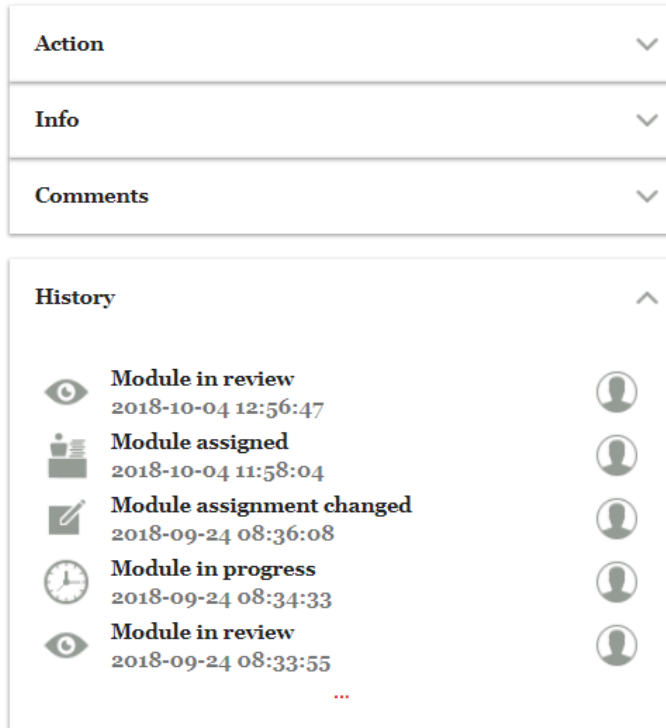 Action
Info
Comments
History
Module in review
2018-10-04 12:56:47
Module assigned
2018-10-04 11:58:04
Module assignment changed
2018-09-24 08:36:08
Module in progress
2018-09-24 08:34:33
Module in review
2018-09-24 08:33:55
...